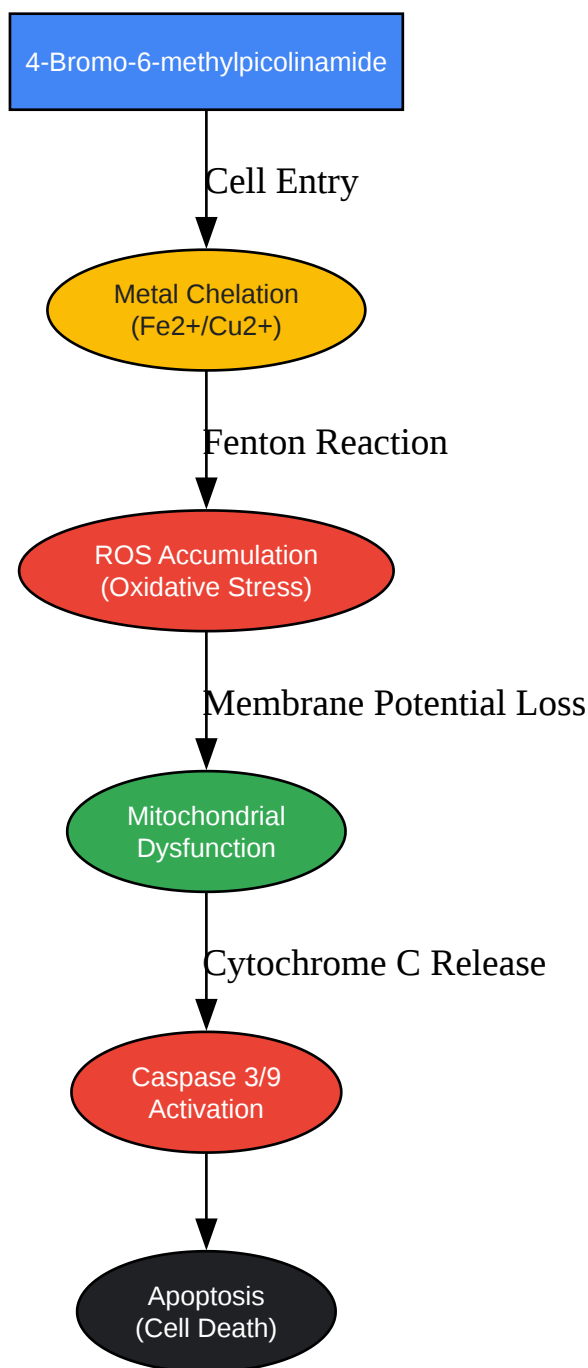 4-Bromo-6-methylpicolinamide
Cell Entry
Metal Chelation
(Fe2+/Cu2+)
Fenton Reaction
ROS Accumulation
(Oxidative Stress)
Membrane Potential Loss
Mitochondrial
Dysfunction
Cytochrome C Release
Caspase 3/9
Activation
Apoptosis
(Cell Death)